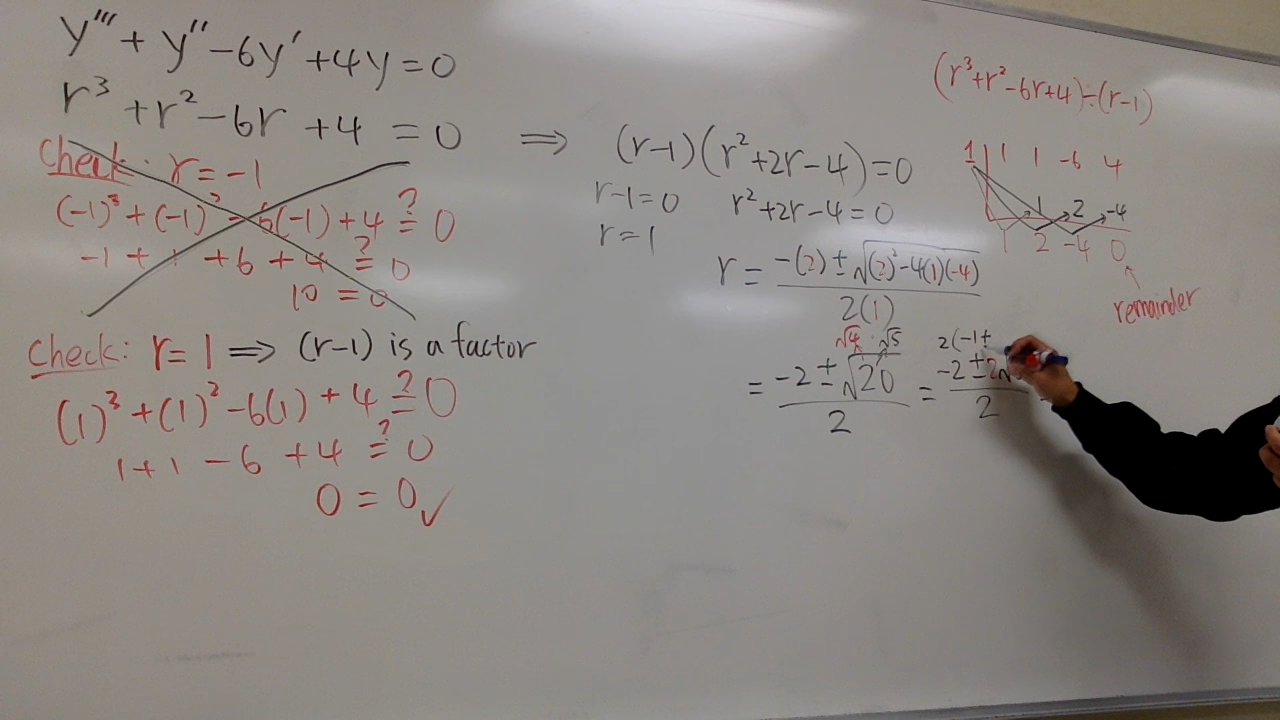 y''' + y'' - 6y' + 4y = 0
r³ + r² - 6r + 4 = 0
Check: r = -1
(-1)³ + (-1)² - 6(-1) + 4 ≟ 0
-1 + 1 + 6 + 4 ≟ 0
10 = 0
Check: r = 1 ⟹ (r-1) is a factor
(1)³ + (1)² - 6(1) + 4 ≟ 0
1 + 1 - 6 + 4 ≟ 0
0 = 0 ✓
⟹ (r-1)(r² + 2r - 4) = 0
r-1 = 0 r² + 2r - 4 = 0
r = 1
r = (-(2) ± √((2)² - 4(1)(-4))) / 2(1)
√4 · √5
= (-2 ± √20) / 2
2(-1 ±
= (-2 ± 2√ / 2 =
(r³ + r² - 6r + 4) ÷ (r-1)
1 | 1 1 -6 4
1 2 -4
1 2 -4 0
remainder